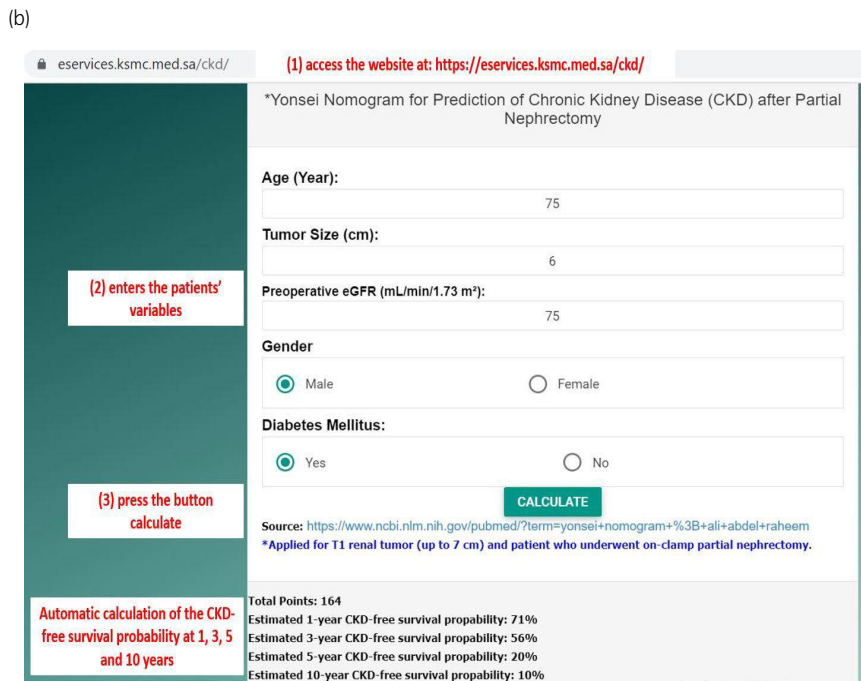 (b)
eservices.ksmc.med.sa/ckd/
(1) access the website at: https://eservices.ksmc.med.sa/ckd/
*Yonsei Nomogram for Prediction of Chronic Kidney Disease (CKD) after Partial
Nephrectomy
Age (Year):
75
Tumor Size (cm):
6
(2) enters the patients'
variables
Preoperative eGFR (mL/min/1.73 m²):
75
Gender
Male
Female
Diabetes Mellitus:
Yes
No
(3) press the button
calculate
CALCULATE
Source: https://www.ncbi.nlm.nih.gov/pubmed/?term=yonsei+nomogram+%3B+ali+abdel+raheem
*Applied for T1 renal tumor (up to 7 cm) and patient who underwent on-clamp partial nephrectomy.
Automatic calculation of the CKD-
free survival probability at 1, 3, 5
and 10 years
Total Points: 164
Estimated 1-year CKD-free survival propability: 71%
Estimated 3-year CKD-free survival propability: 56%
Estimated 5-year CKD-free survival propability: 20%
Estimated 10-year CKD-free survival propability: 10%